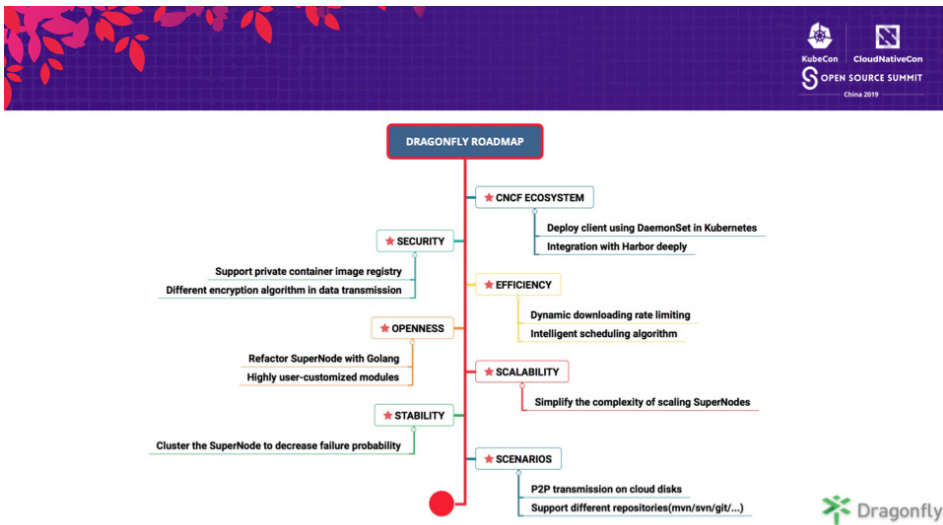 KubeCon
CloudNativeCon
OPEN SOURCE SUMMIT
China 2019
DRAGONFLY ROADMAP
CNCF ECOSYSTEM
Deploy client using DaemonSet in Kubernetes
Integration with Harbor deeply
SECURITY
Support private container image registry
Different encryption algorithm in data transmission
EFFICIENCY
Dynamic downloading rate limiting
Intelligent scheduling algorithm
OPENNESS
Refactor SuperNode with Golang
Highly user-customized modules
SCALABILITY
Simplify the complexity of scaling SuperNodes
STABILITY
Cluster the SuperNode to decrease failure probability
SCENARIOS
P2P transmission on cloud disks
Support different repositories(mvn/svn/git/...)
Dragonfly